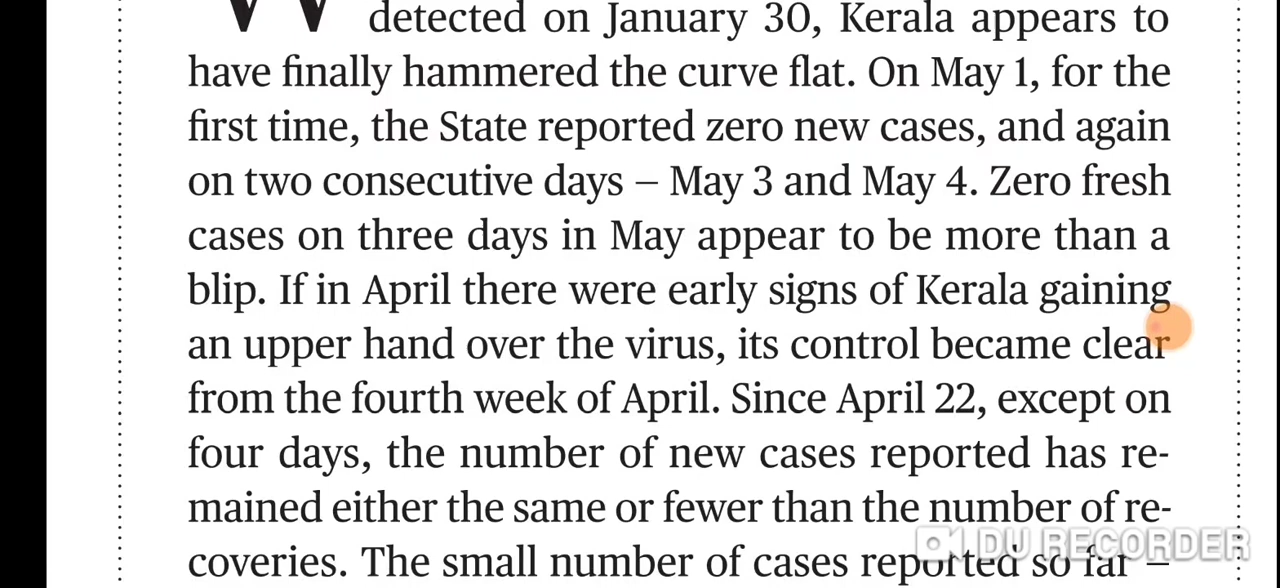 detected on January 30, Kerala appears to
have finally hammered the curve flat. On May 1, for the
first time, the State reported zero new cases, and again
on two consecutive days – May 3 and May 4. Zero fresh
cases on three days in May appear to be more than a
blip. If in April there were early signs of Kerala gaining
an upper hand over the virus, its control became clear
from the fourth week of April. Since April 22, except on
four days, the number of new cases reported has re-
mained either the same or fewer than the number of re-
coveries. The small number of cases reported so far –
DU RECORDER